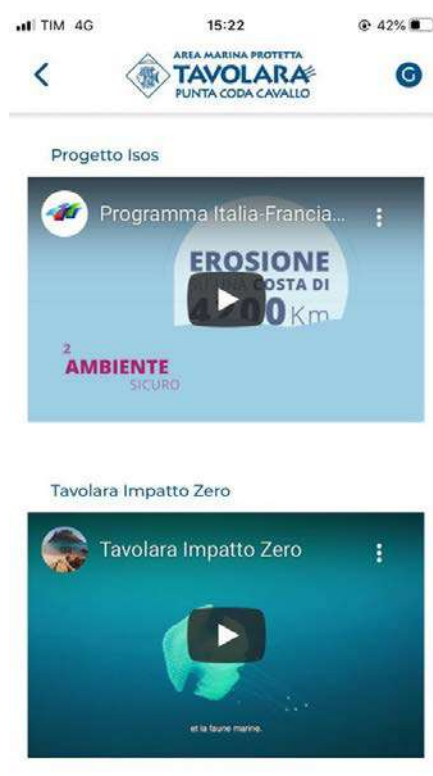 TIM 4G 15:22 42%
AREA MARINA PROTETTA
TAVOLARA
PUNTA CODA CAVALLO
G
Progetto Isos
Programma Italia-Francia...
EROSIONE
COSTA DI
Km
2
AMBIENTE
SICURO
Tavolara Impatto Zero
Tavolara Impatto Zero
et la faune marine.